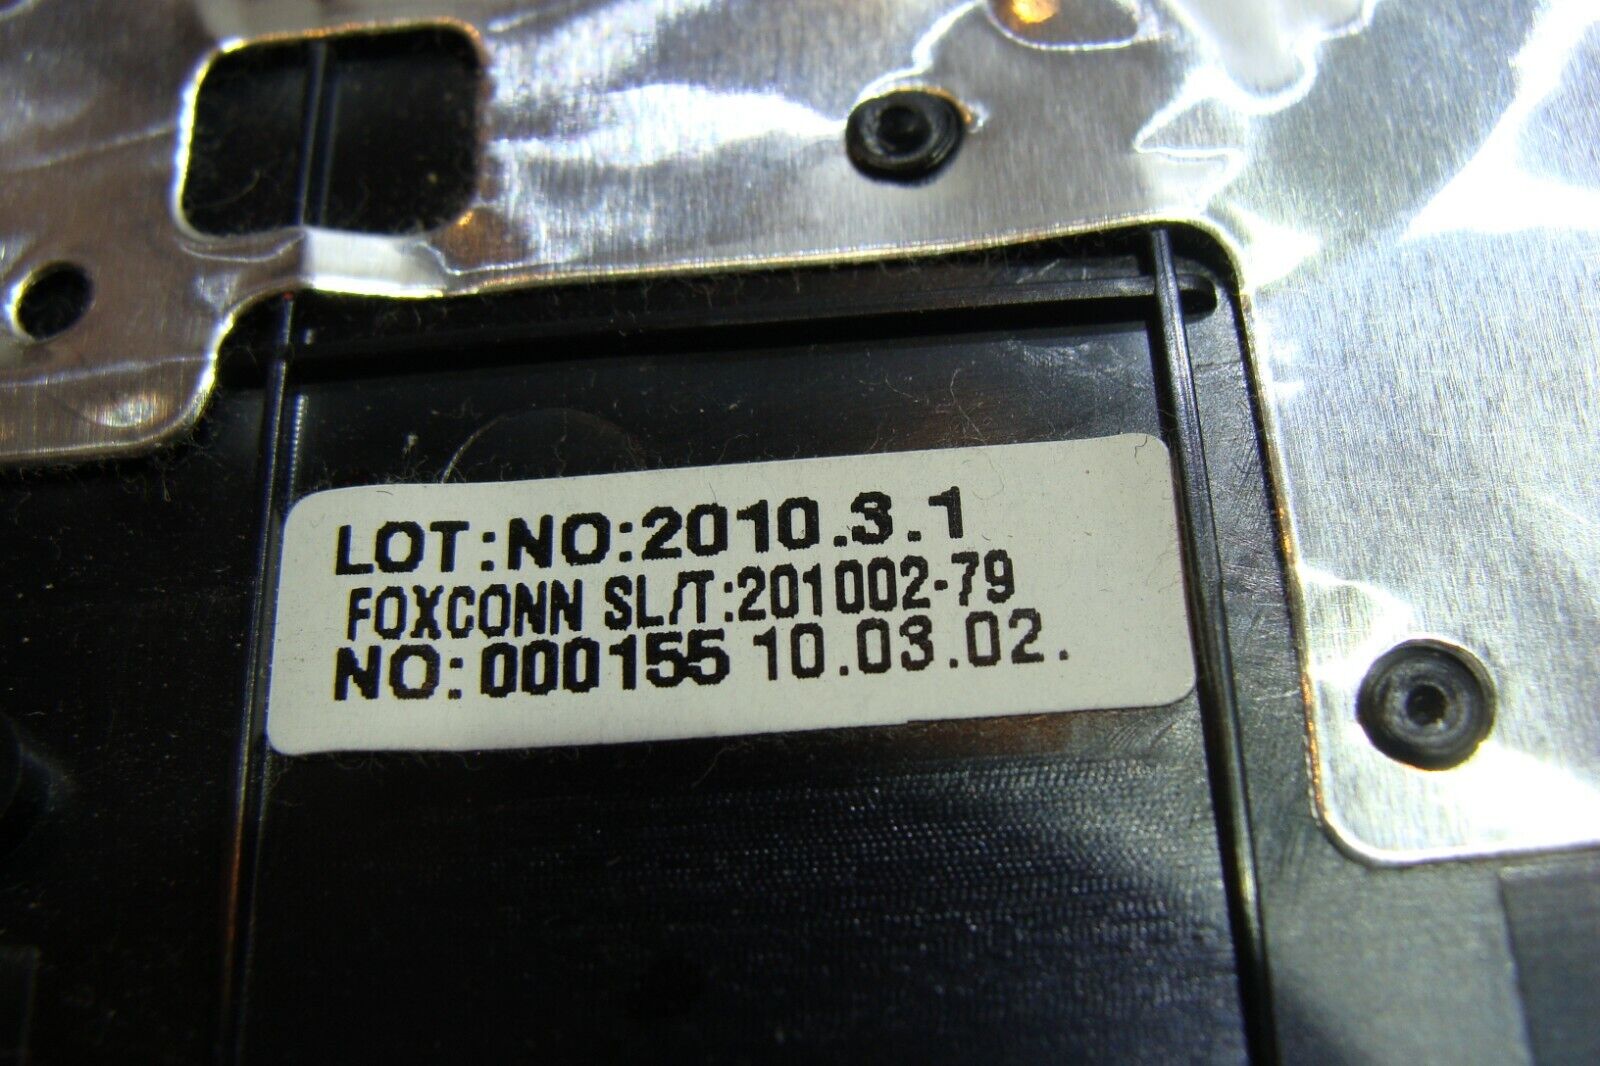 LOT:NO:2010.3.1
FOXCONN SL/T:201002-79
NO:000155 10.03.02.